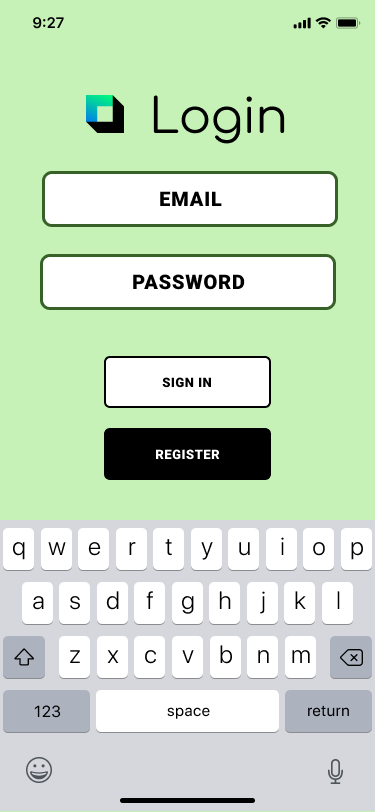 9:27
Login
EMAIL
PASSWORD
SIGN IN
REGISTER
q w e r t y u i o p
a s d f g h j k l
z x c v b n m
123 space return